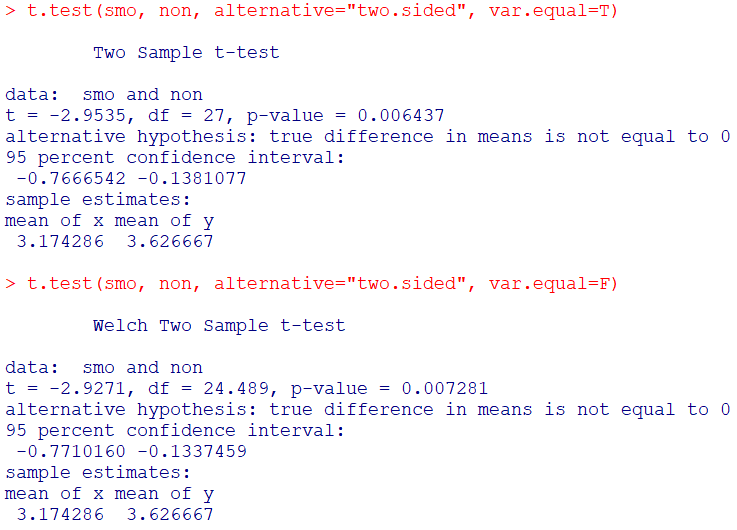 > t.test(smo, non, alternative="two.sided", var.equal=T)
Two Sample t-test
data:  smo and non
t = -2.9535, df = 27, p-value = 0.006437
alternative hypothesis: true difference in means is not equal to 0
95 percent confidence interval:
-0.7666542 -0.1381077
sample estimates:
mean of x mean of y
3.174286  3.626667
> t.test(smo, non, alternative="two.sided", var.equal=F)
Welch Two Sample t-test
data:  smo and non
t = -2.9271, df = 24.489, p-value = 0.007281
alternative hypothesis: true difference in means is not equal to 0
95 percent confidence interval:
-0.7710160 -0.1337459
sample estimates:
mean of x mean of y
3.174286  3.626667